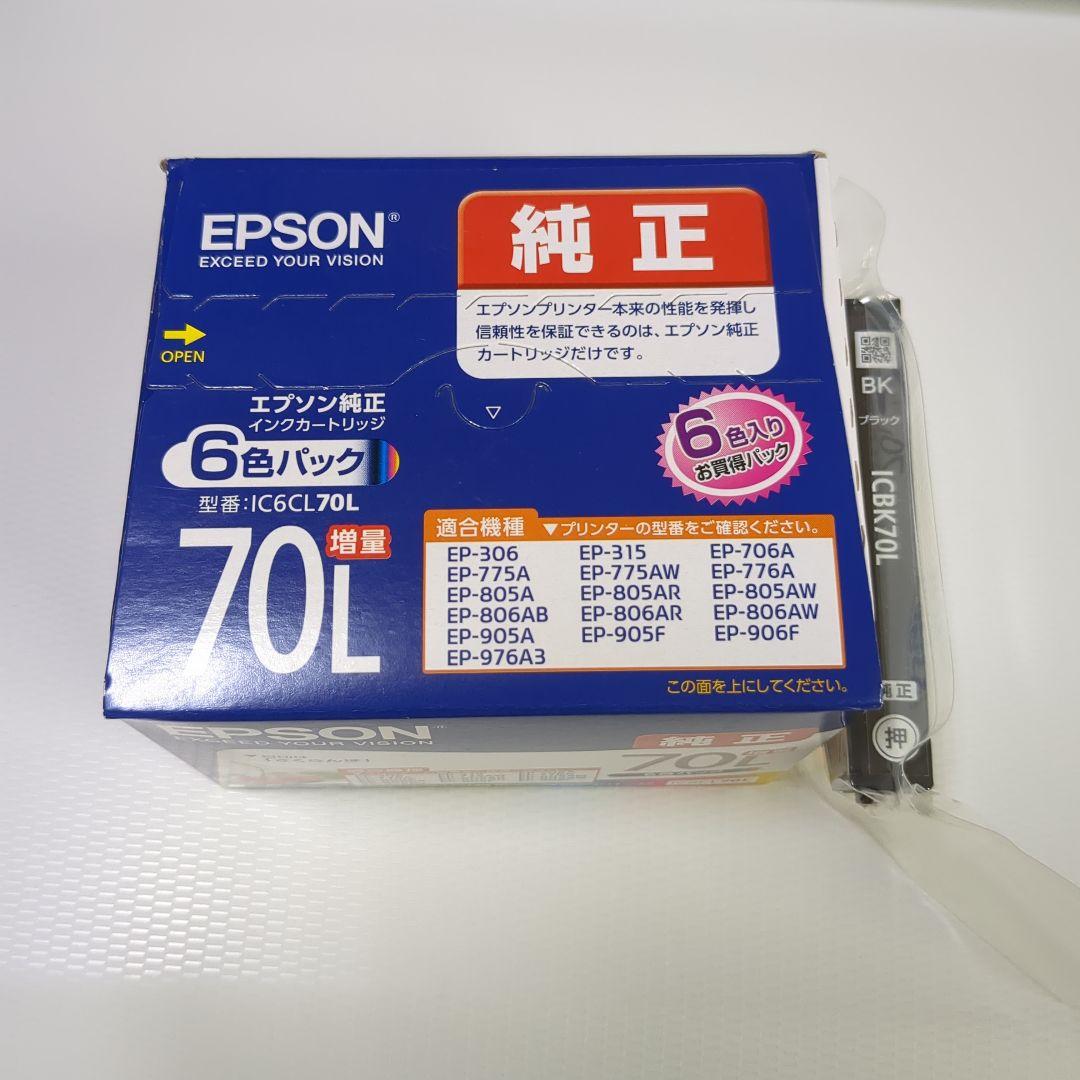 EPSON®
EXCEED YOUR VISION
純正
エプソンプリンター本来の性能を発揮し
信頼性を保証できるのは、エプソン純正
カートリッジだけです。
OPEN
エプソン純正
インクカートリッジ
6色パック
型番:IC6CL70L
70L 増量
6色入り
お買得パック
適合機種 ▼プリンターの型番をご確認ください。
EP-306 EP-315 EP-706A
EP-775A EP-775AW EP-776A
EP-805A EP-805AR EP-805AW
EP-806AB EP-806AR EP-806AW
EP-905A EP-905F EP-906F
EP-976A3
この面を上にしてください。
EPSON
EXCEED YOUR VISION
純正
70L
BK
ブラック
ICBK70L
純正
押